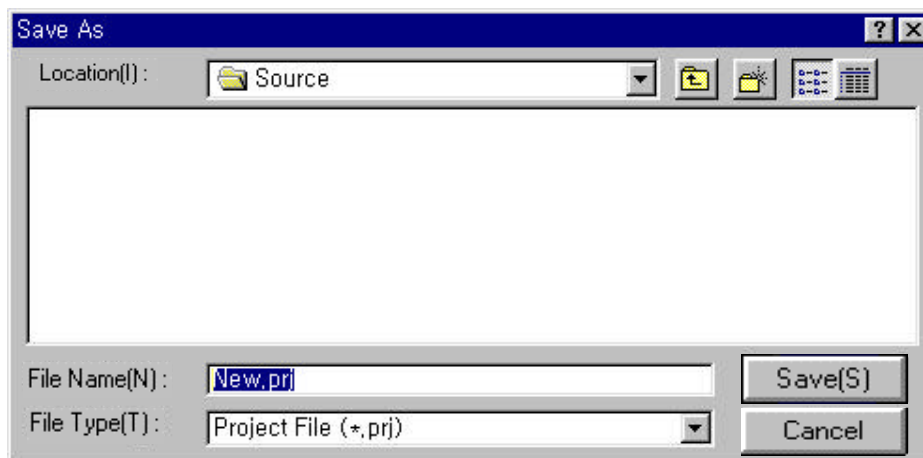 Save As
Location(I) :
Source
File Name(N) :
New.prj
Save(S)
File Type(T) :
Project File (*.prj)
Cancel